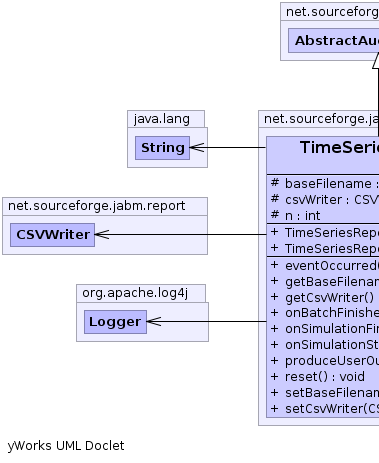 net.sourceforge.
AbstractAu
java.lang
String
net.sourceforge.ja
TimeSerie
# baseFilename :
# csvWriter : CSV
# n : int
+ TimeSeriesRepo
+ TimeSeriesRepo
+ eventOccurred(
+ getBaseFilenam
+ getCsvWriter()
+ onBatchFinishe
+ onSimulationFin
+ onSimulationSt
+ produceUserOu
+ reset() : void
+ setBaseFilenam
+ setCsvWriter(CS
net.sourceforge.jabm.report
CSVWriter
org.apache.log4j
Logger
yWorks UML Doclet